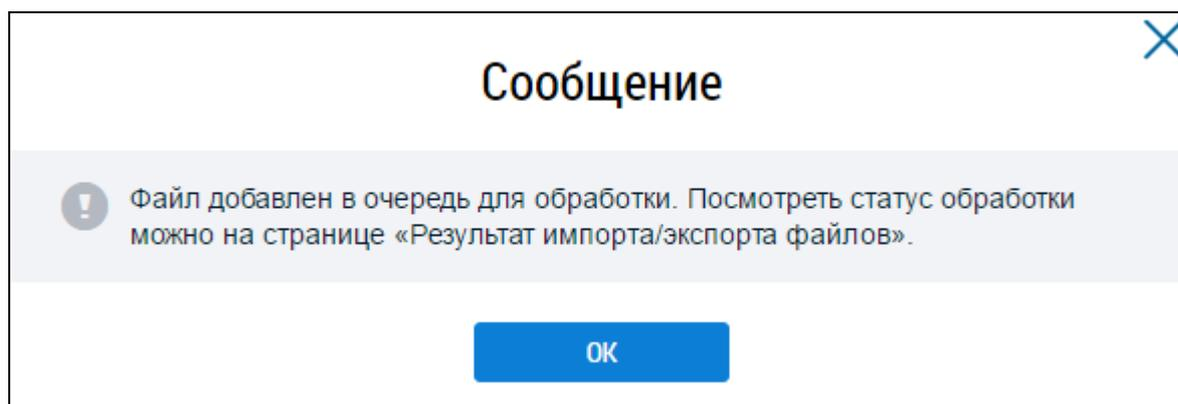 Сообщение
Файл добавлен в очередь для обработки. Посмотреть статус обработки
можно на странице «Результат импорта/экспорта файлов».
ОК